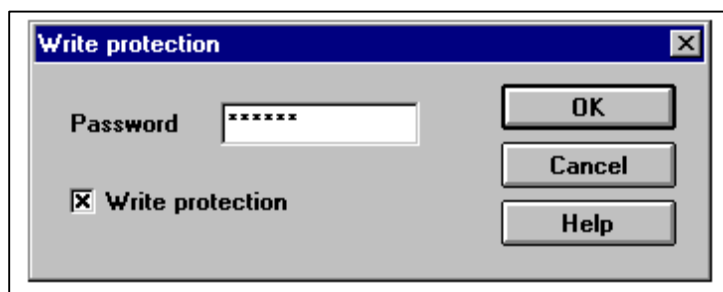 Write protection
Password ******
Write protection
OK
Cancel
Help